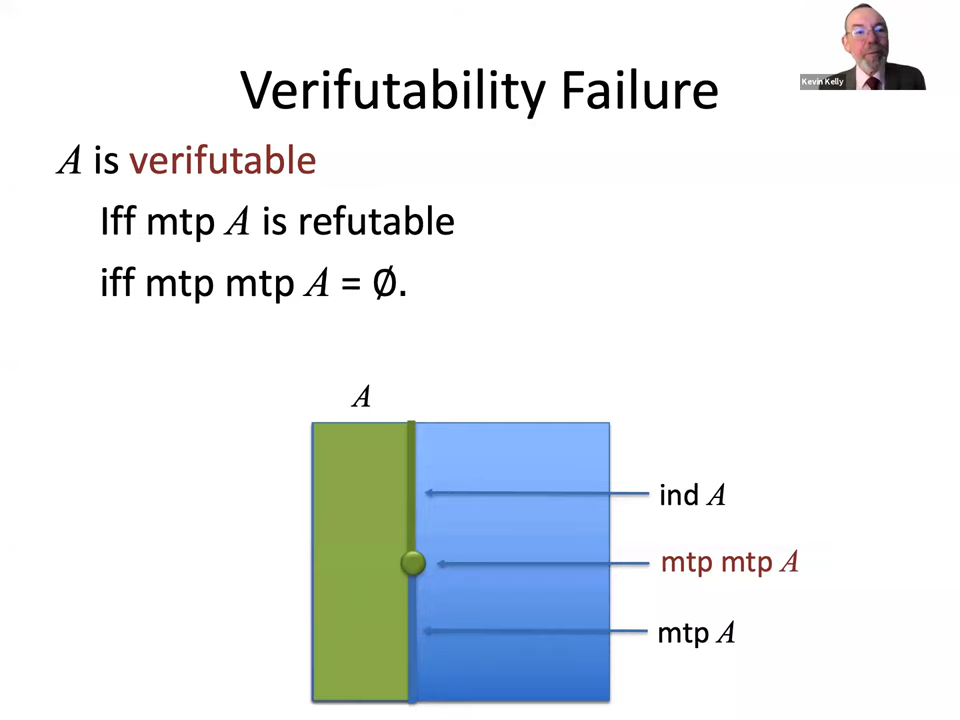 Verifutability Failure
Kevin Kelly
A is verifutable
Iff mtp A is refutable
iff mtp mtp A = Ø.
A
ind A
mtp mtp A
mtp A